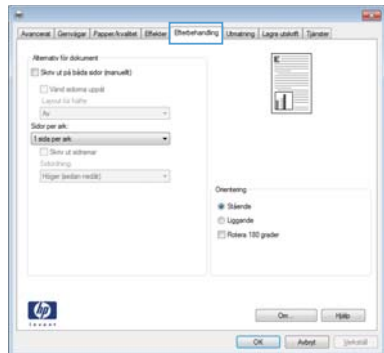 Avancerat Genvägar Papper/kvalitet Effekter Efterbehandling Utmatning Lagra utskrift Tjänster
Alternativ för dokument
Skriv ut på båda sidor (manuellt)
Vänd sidorna uppåt
Layout för häfte
Av
Sidor per ark:
1 sida per ark
Skriv ut sidramar
Sidordning:
Höger (sedan nedåt)
E
Orientering
Stående
Liggande
Rotera 180 grader
hp
invent
Om...
Hjälp
OK
Avbryt
Verkställ